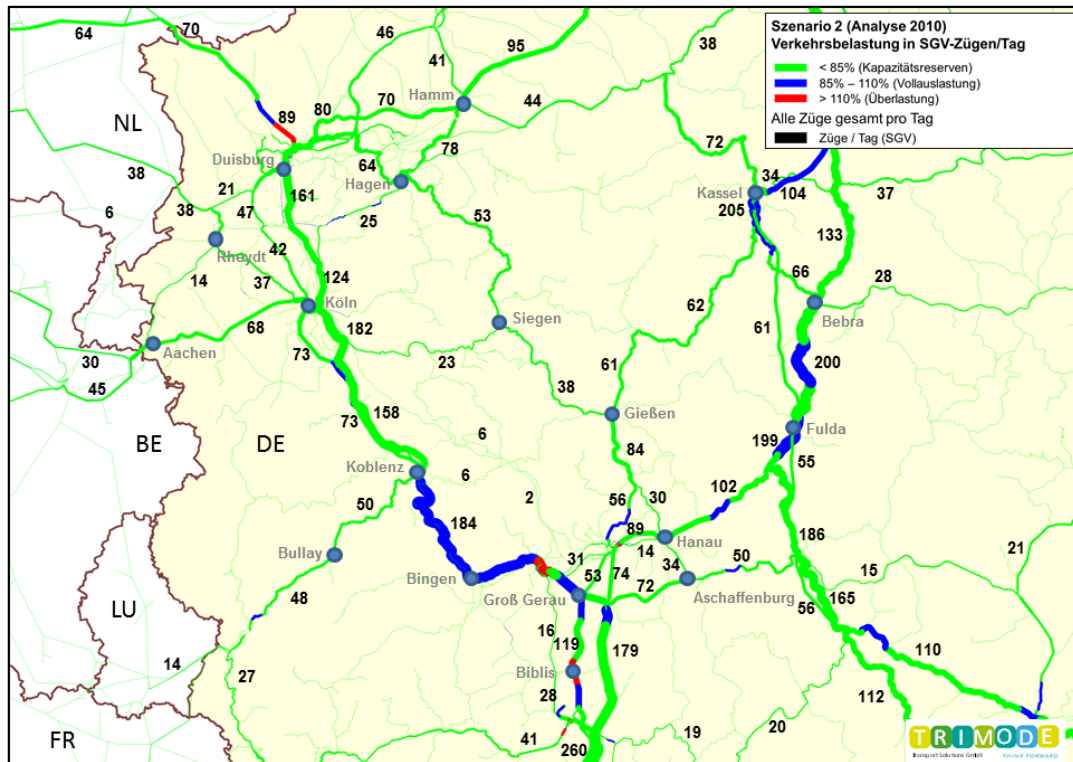 Szenario 2 (Analyse 2010)
Verkehrsbelastung in SGV-Zügen/Tag
< 85% (Kapazitätsreserven)
85% – 110% (Vollauslastung)
> 110% (Überlastung)
Alle Züge gesamt pro Tag
Züge / Tag (SGV)
64
70
46
95
38
41
Hamm
70
80
89
44
NL
72
78
64
Duisburg
Hagen
34
Kassel
104
37
38
21
161
205
6
38
47
25
53
133
Rheydt
42
66
28
14
37
124
62
Köln
Bebra
68
182
Siegen
61
Aachen
73
23
61
200
30
45
38
158
Gießen
73
6
Fulda
BE
DE
84
199
55
Koblenz
6
102
50
2
56
30
184
89
Hanau
186
21
Bullay
31
14
50
Bingen
53
74
34
15
48
72
Groß Gerau
Aschaffenburg
165
56
LU
16
119
179
110
14
27
Biblis
28
112
FR
41
260
19
20
TRIMODE
Transport Solutions GmbH
THINK FORWARD